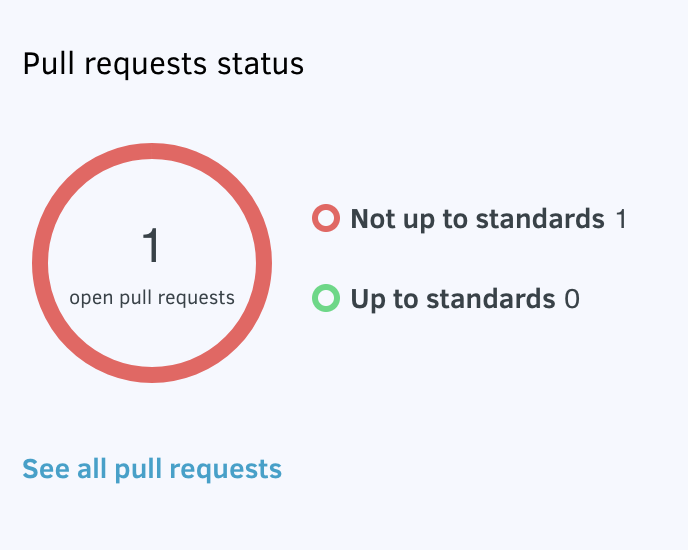 Pull requests status
1
open pull requests
Not up to standards 1
Up to standards 0
See all pull requests